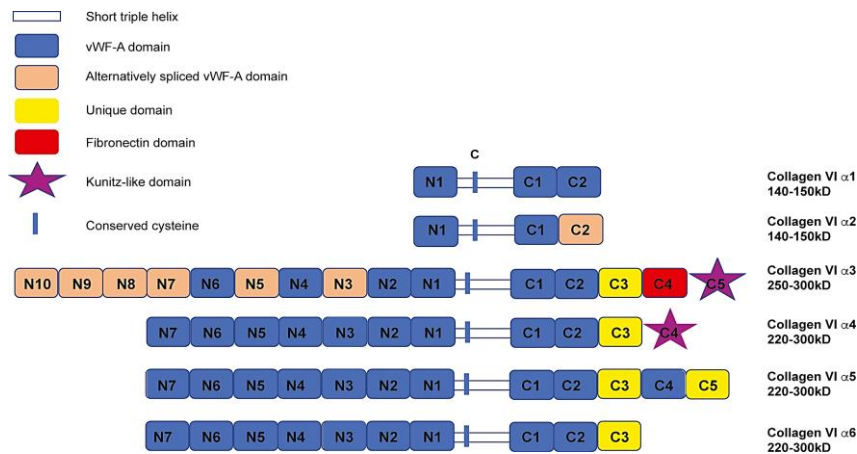 Short triple helix
vWF-A domain
Alternatively spliced vWF-A domain
Unique domain
Fibronectin domain
Kunitz-like domain
Conserved cysteine
C
N1 C1 C2
Collagen VI α1
140-150kD
N1 C1 C2
Collagen VI α2
140-150kD
N10 N9 N8 N7 N6 N5 N4 N3 N2 N1 C1 C2 C3 C4 C5
Collagen VI α3
250-300kD
N7 N6 N5 N4 N3 N2 N1 C1 C2 C3 C4
Collagen VI α4
220-300kD
N7 N6 N5 N4 N3 N2 N1 C1 C2 C3 C4 C5
Collagen VI α5
220-300kD
N7 N6 N5 N4 N3 N2 N1 C1 C2 C3
Collagen VI α6
220-300kD